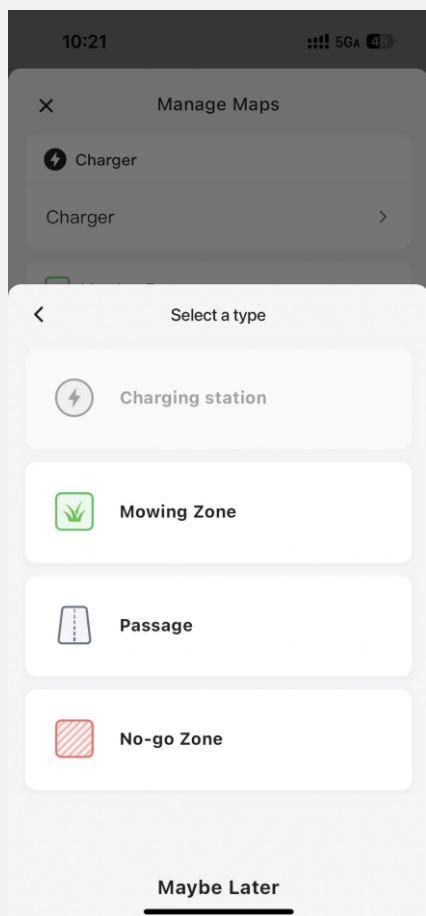 10:21
5GA
Manage Maps
Charger
Charger
Select a type
Charging station
Mowing Zone
Passage
No-go Zone
Maybe Later